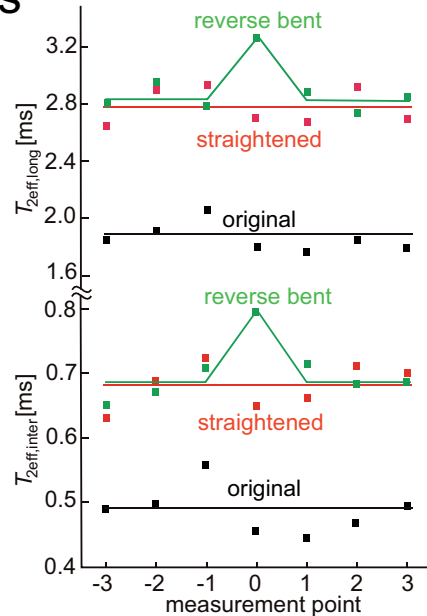 s
reverse bent
3.2
2.8
straightened
2.4
T2eff,long [ms]
original
2.0
1.6
reverse bent
0.8
0.7
straightened
0.6
T2eff,inter [ms]
original
0.5
0.4
-3 -2 -1 0 1 2 3
measurement point